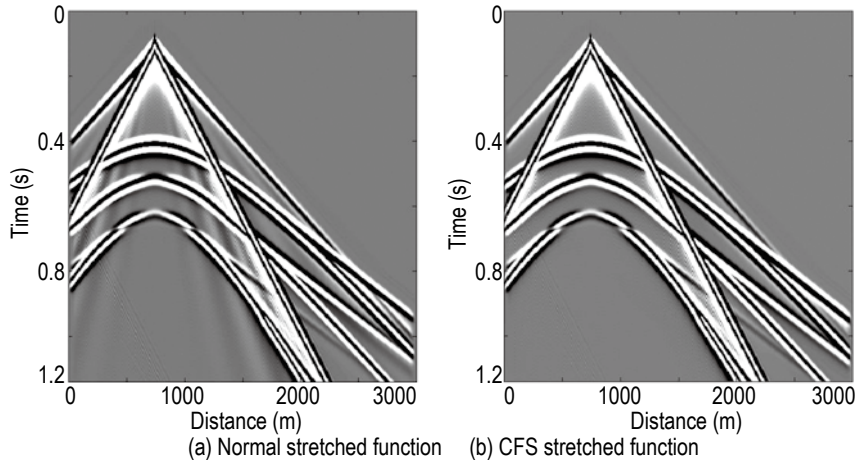 0
0.4
0.8
1.2
Time (s)
0
1000
2000
3000
Distance (m)
(a) Normal stretched function
0
0.4
0.8
1.2
Time (s)
0
1000
2000
3000
Distance (m)
(b) CFS stretched function